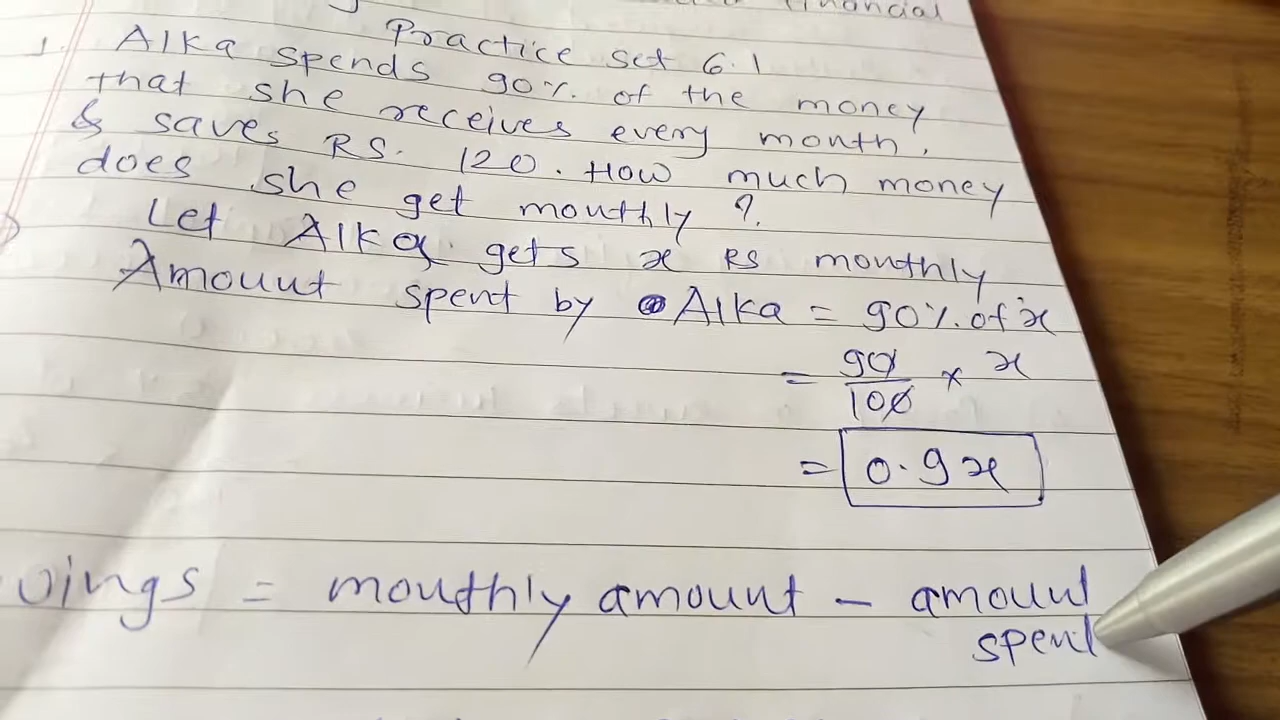 Financial
Practice set 6.1
1. Alka spends 90% of the money
that she receives every month.
& saves RS. 120. How much money
does she get monthly ?
Let Alka gets x Rs monthly
Amount spent by Alka = 90% of x
= 90/100 × x
= 0.9x
vings = monthly amount - amount
spent